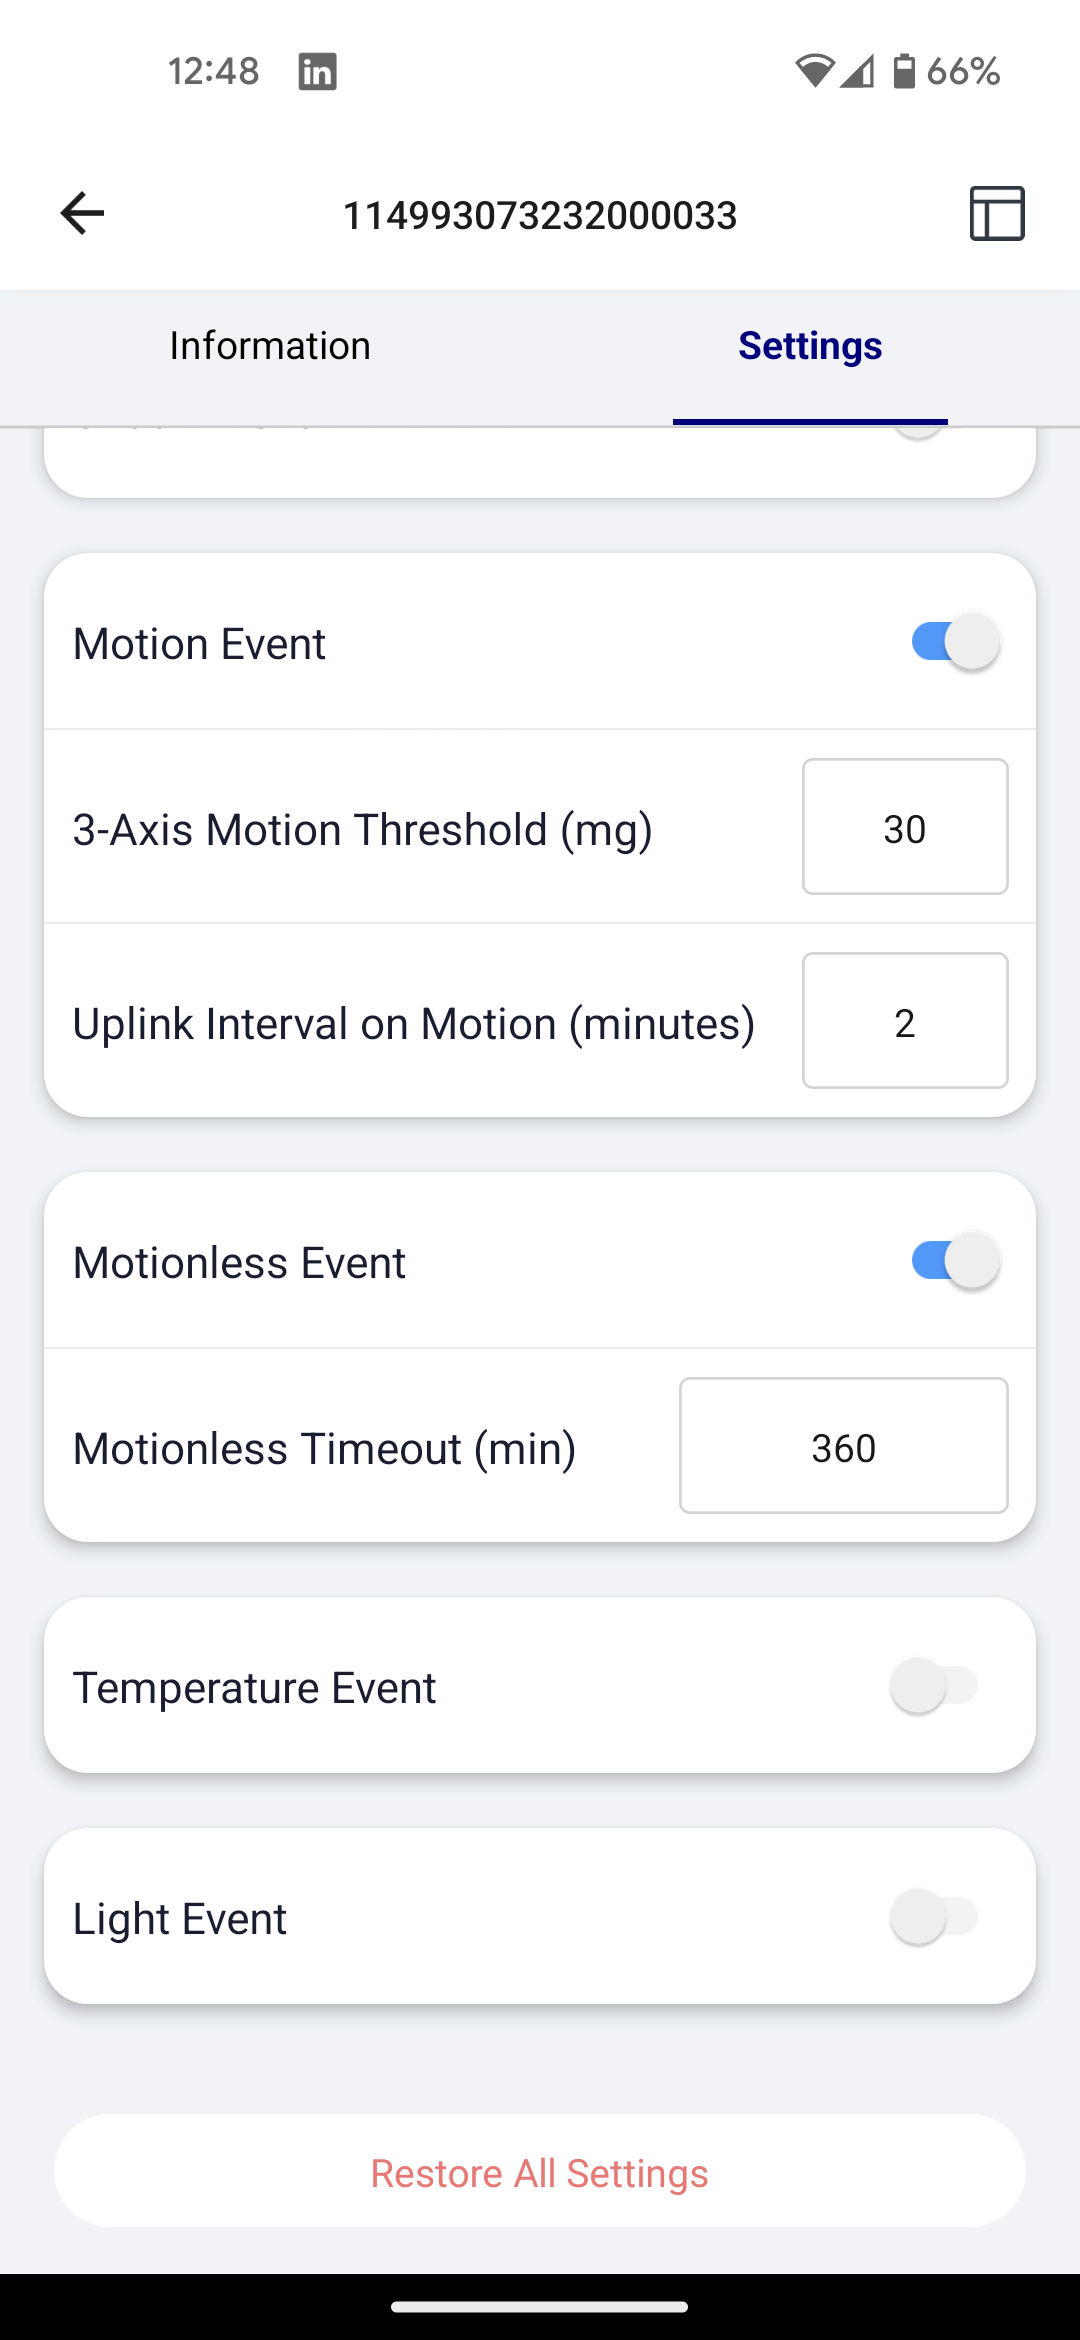 12:48
66%
114993073232000033
Information
Settings
Motion Event
3-Axis Motion Threshold (mg)
30
Uplink Interval on Motion (minutes)
2
Motionless Event
Motionless Timeout (min)
360
Temperature Event
Light Event
Restore All Settings